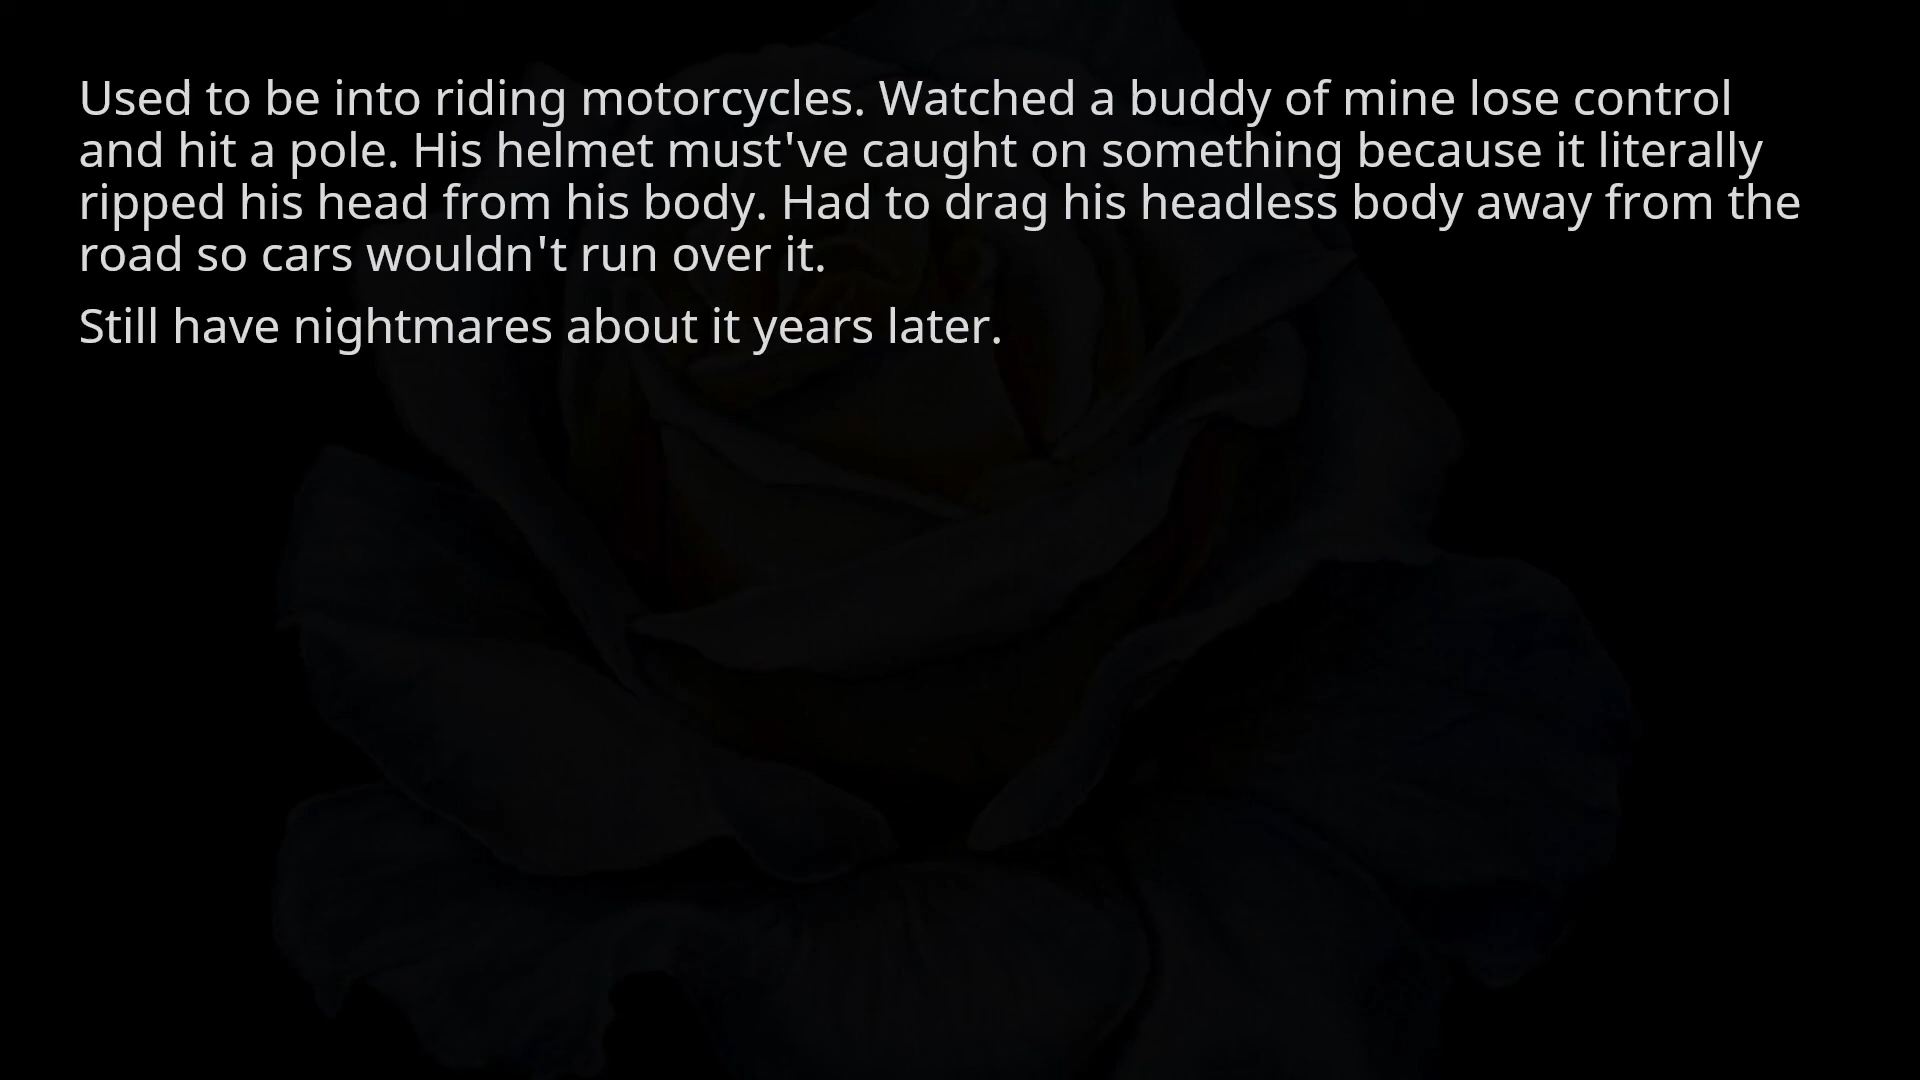 Used to be into riding motorcycles. Watched a buddy of mine lose control
and hit a pole. His helmet must've caught on something because it literally
ripped his head from his body. Had to drag his headless body away from the
road so cars wouldn't run over it.
Still have nightmares about it years later.